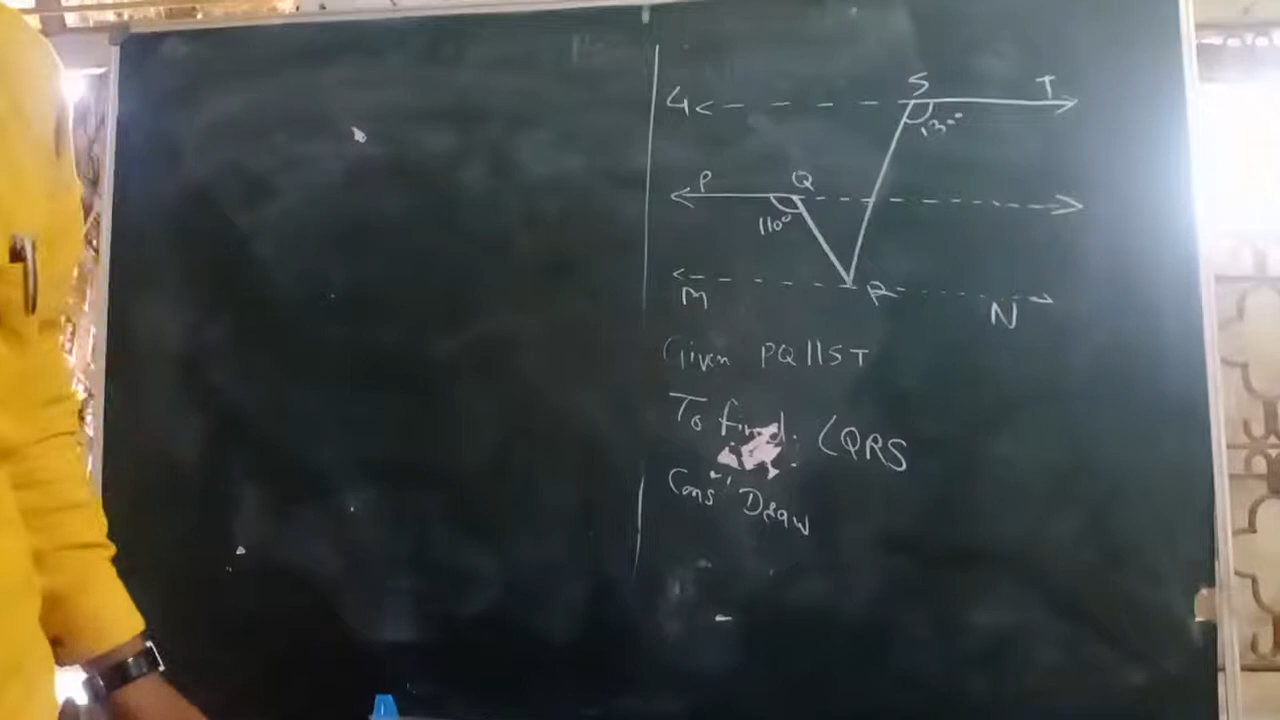 S T
130°
P Q
110°
M R N
Given PQ || ST
To find: ∠QRS
Cons' Draw